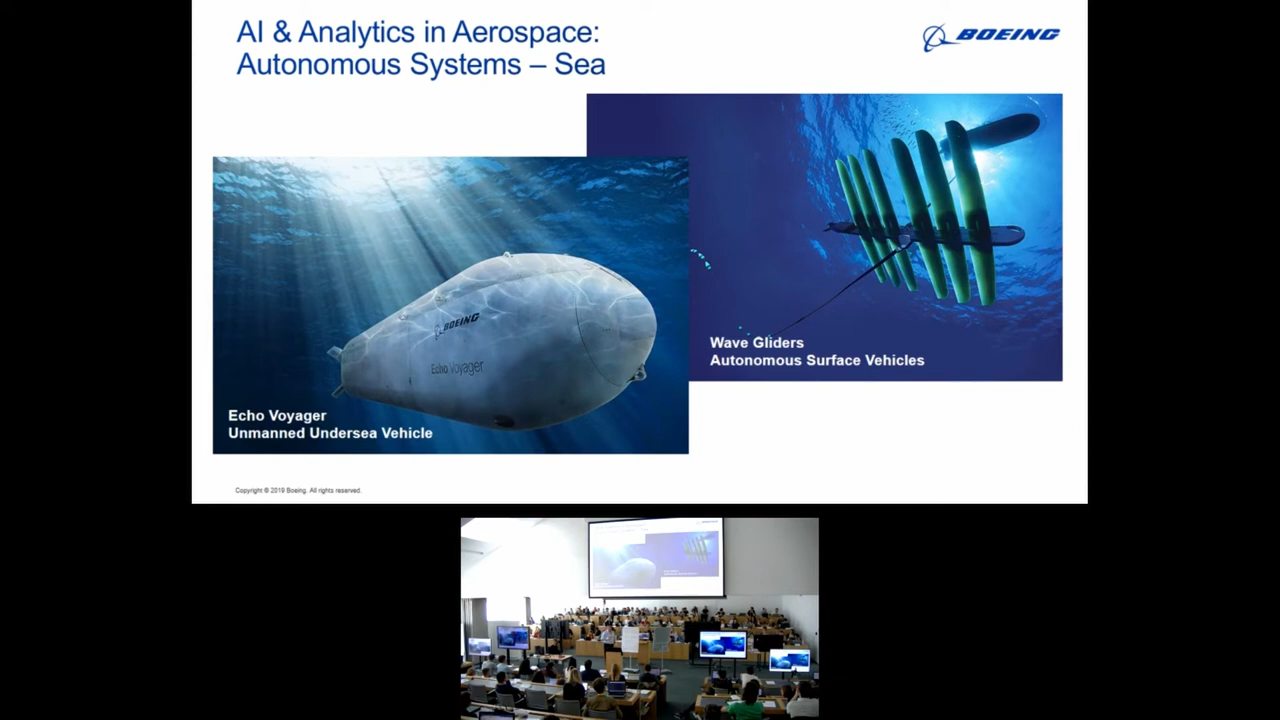 AI & Analytics in Aerospace:
Autonomous Systems – Sea
BOEING
BOEING
Echo Voyager
Echo Voyager
Unmanned Undersea Vehicle
Wave Gliders
Autonomous Surface Vehicles
Copyright © 2019 Boeing. All rights reserved.